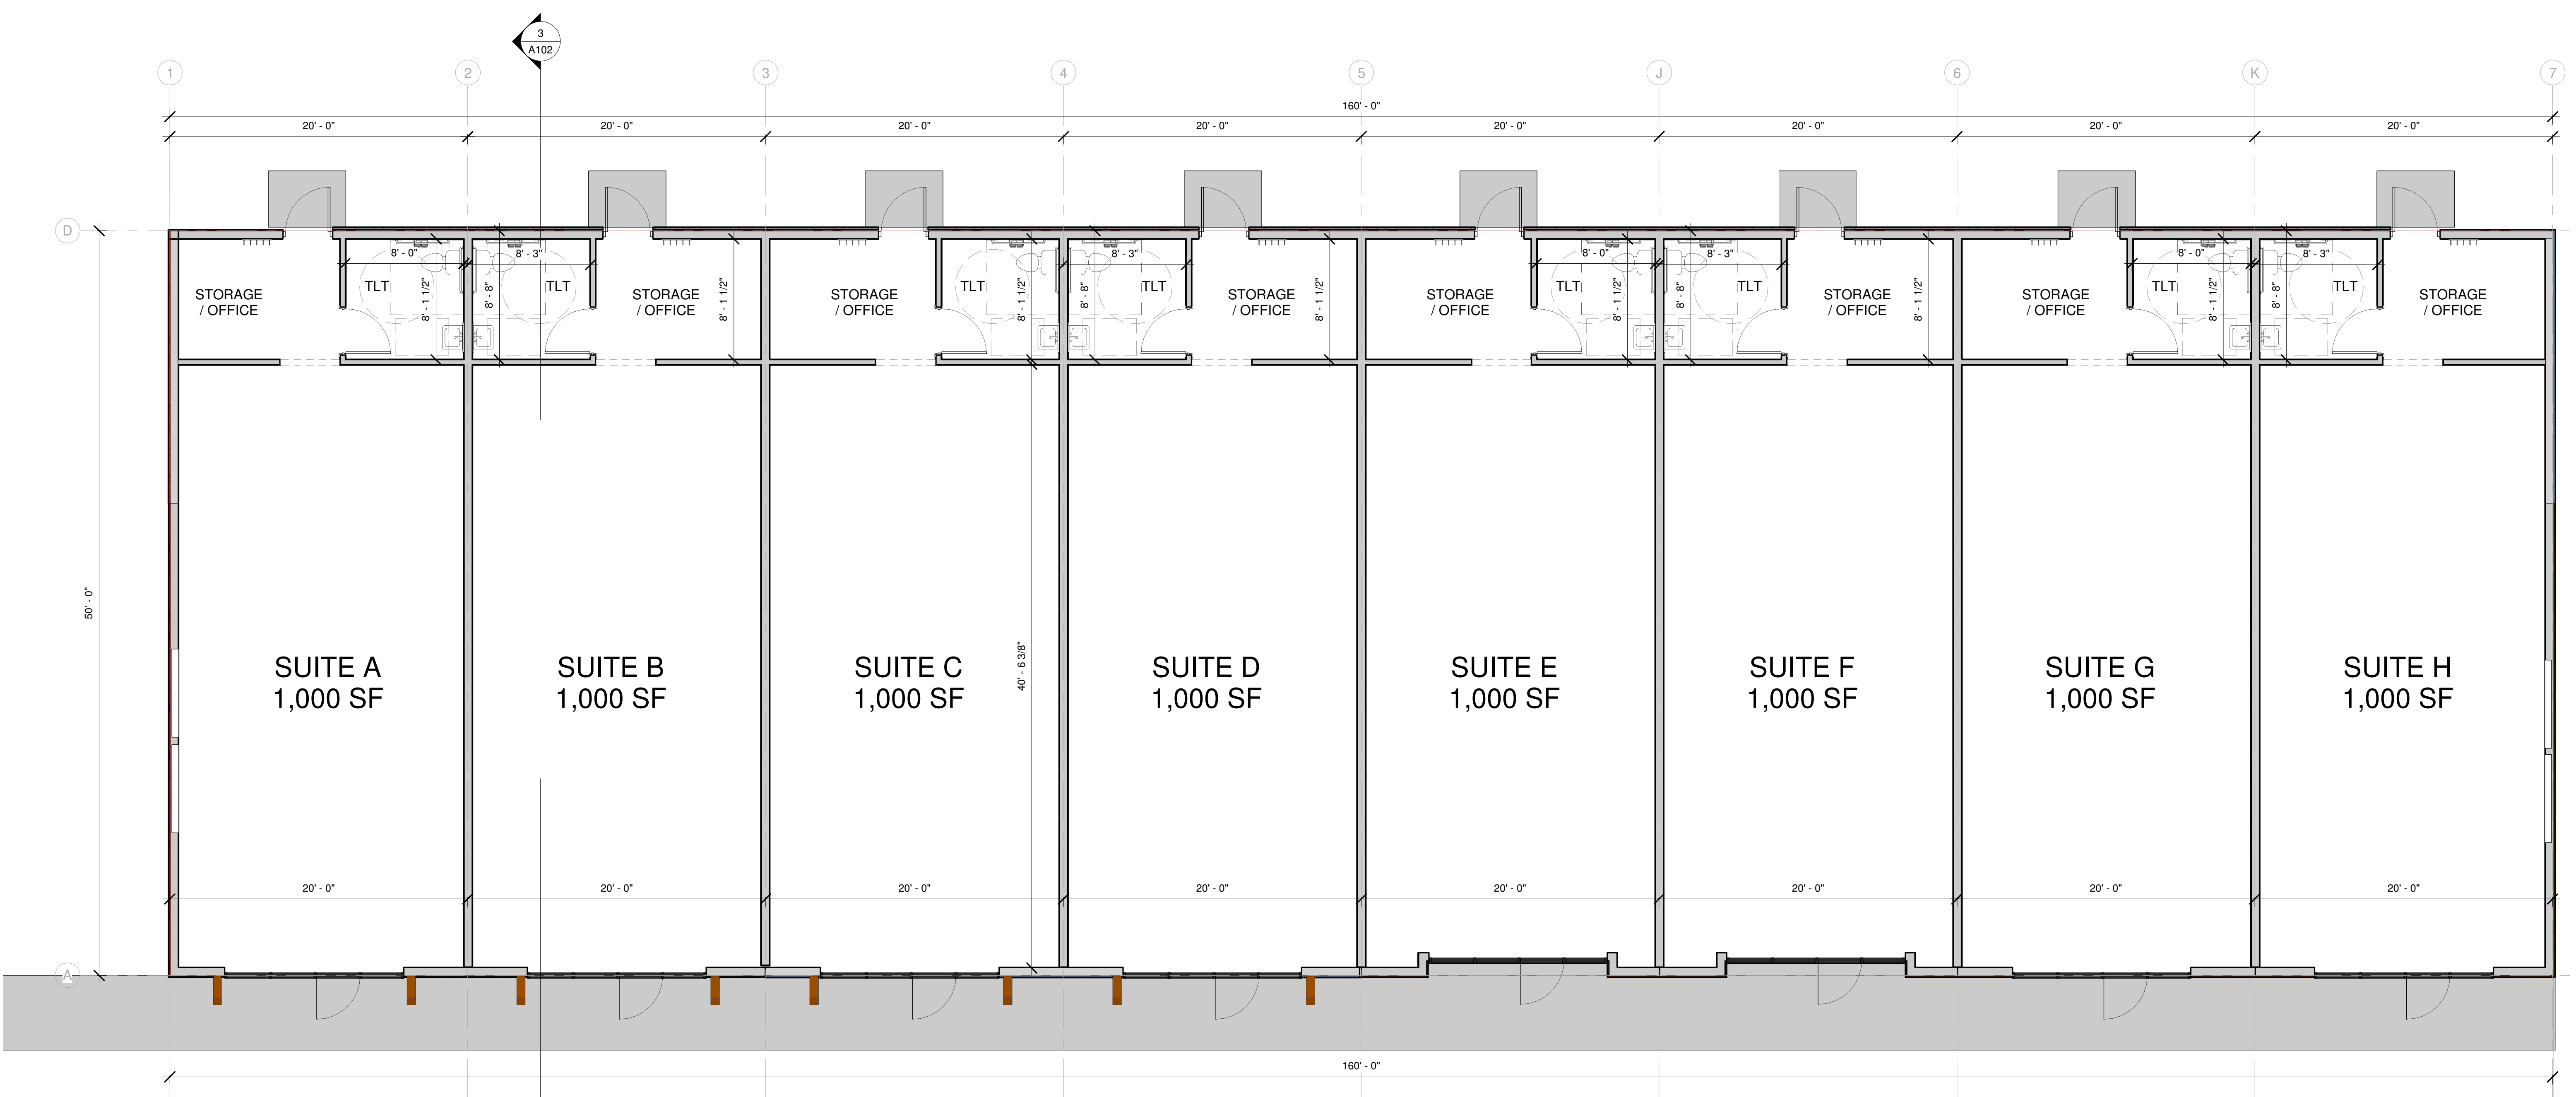 3
A102
1 2 3 4 5 J 6 K 7
160' - 0"
20' - 0" 20' - 0" 20' - 0" 20' - 0" 20' - 0" 20' - 0" 20' - 0" 20' - 0"
D
8' - 0" 8' - 3" 8' - 3" 8' - 0" 8' - 3" 8' - 0" 8' - 3"
TLT TLT TLT TLT TLT TLT TLT TLT
8' - 1 1/2" 8' - 8" 8' - 1 1/2" 8' - 1 1/2" 8' - 8" 8' - 1 1/2" 8' - 1 1/2" 8' - 8" 8' - 1 1/2" 8' - 1 1/2" 8' - 8"
STORAGE STORAGE STORAGE STORAGE STORAGE STORAGE STORAGE STORAGE
/ OFFICE / OFFICE / OFFICE / OFFICE / OFFICE / OFFICE / OFFICE / OFFICE
50' - 0"
40' - 6 3/8"
SUITE A SUITE B SUITE C SUITE D SUITE E SUITE F SUITE G SUITE H
1,000 SF 1,000 SF 1,000 SF 1,000 SF 1,000 SF 1,000 SF 1,000 SF 1,000 SF
20' - 0" 20' - 0" 20' - 0" 20' - 0" 20' - 0" 20' - 0" 20' - 0" 20' - 0"
A
160' - 0"